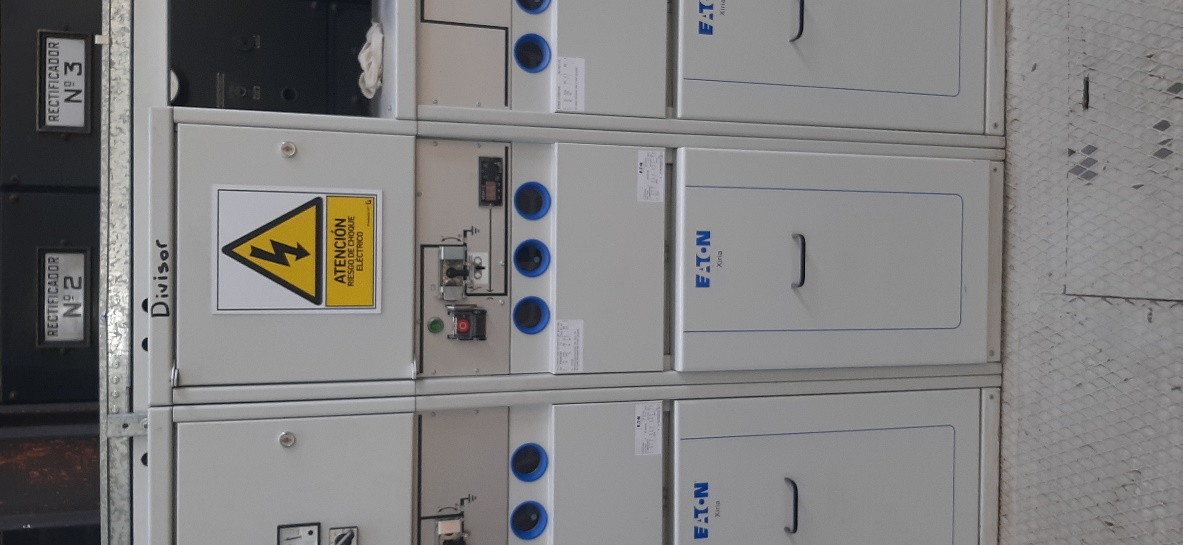 RECTIFICADOR
Nº 2
RECTIFICADOR
Nº 3
Divisor
ATENCIÓN
RIESGO DE CHOQUE
ELÉCTRICO
EATON
Xiria
EATON
Xiria
EATON
Xiria